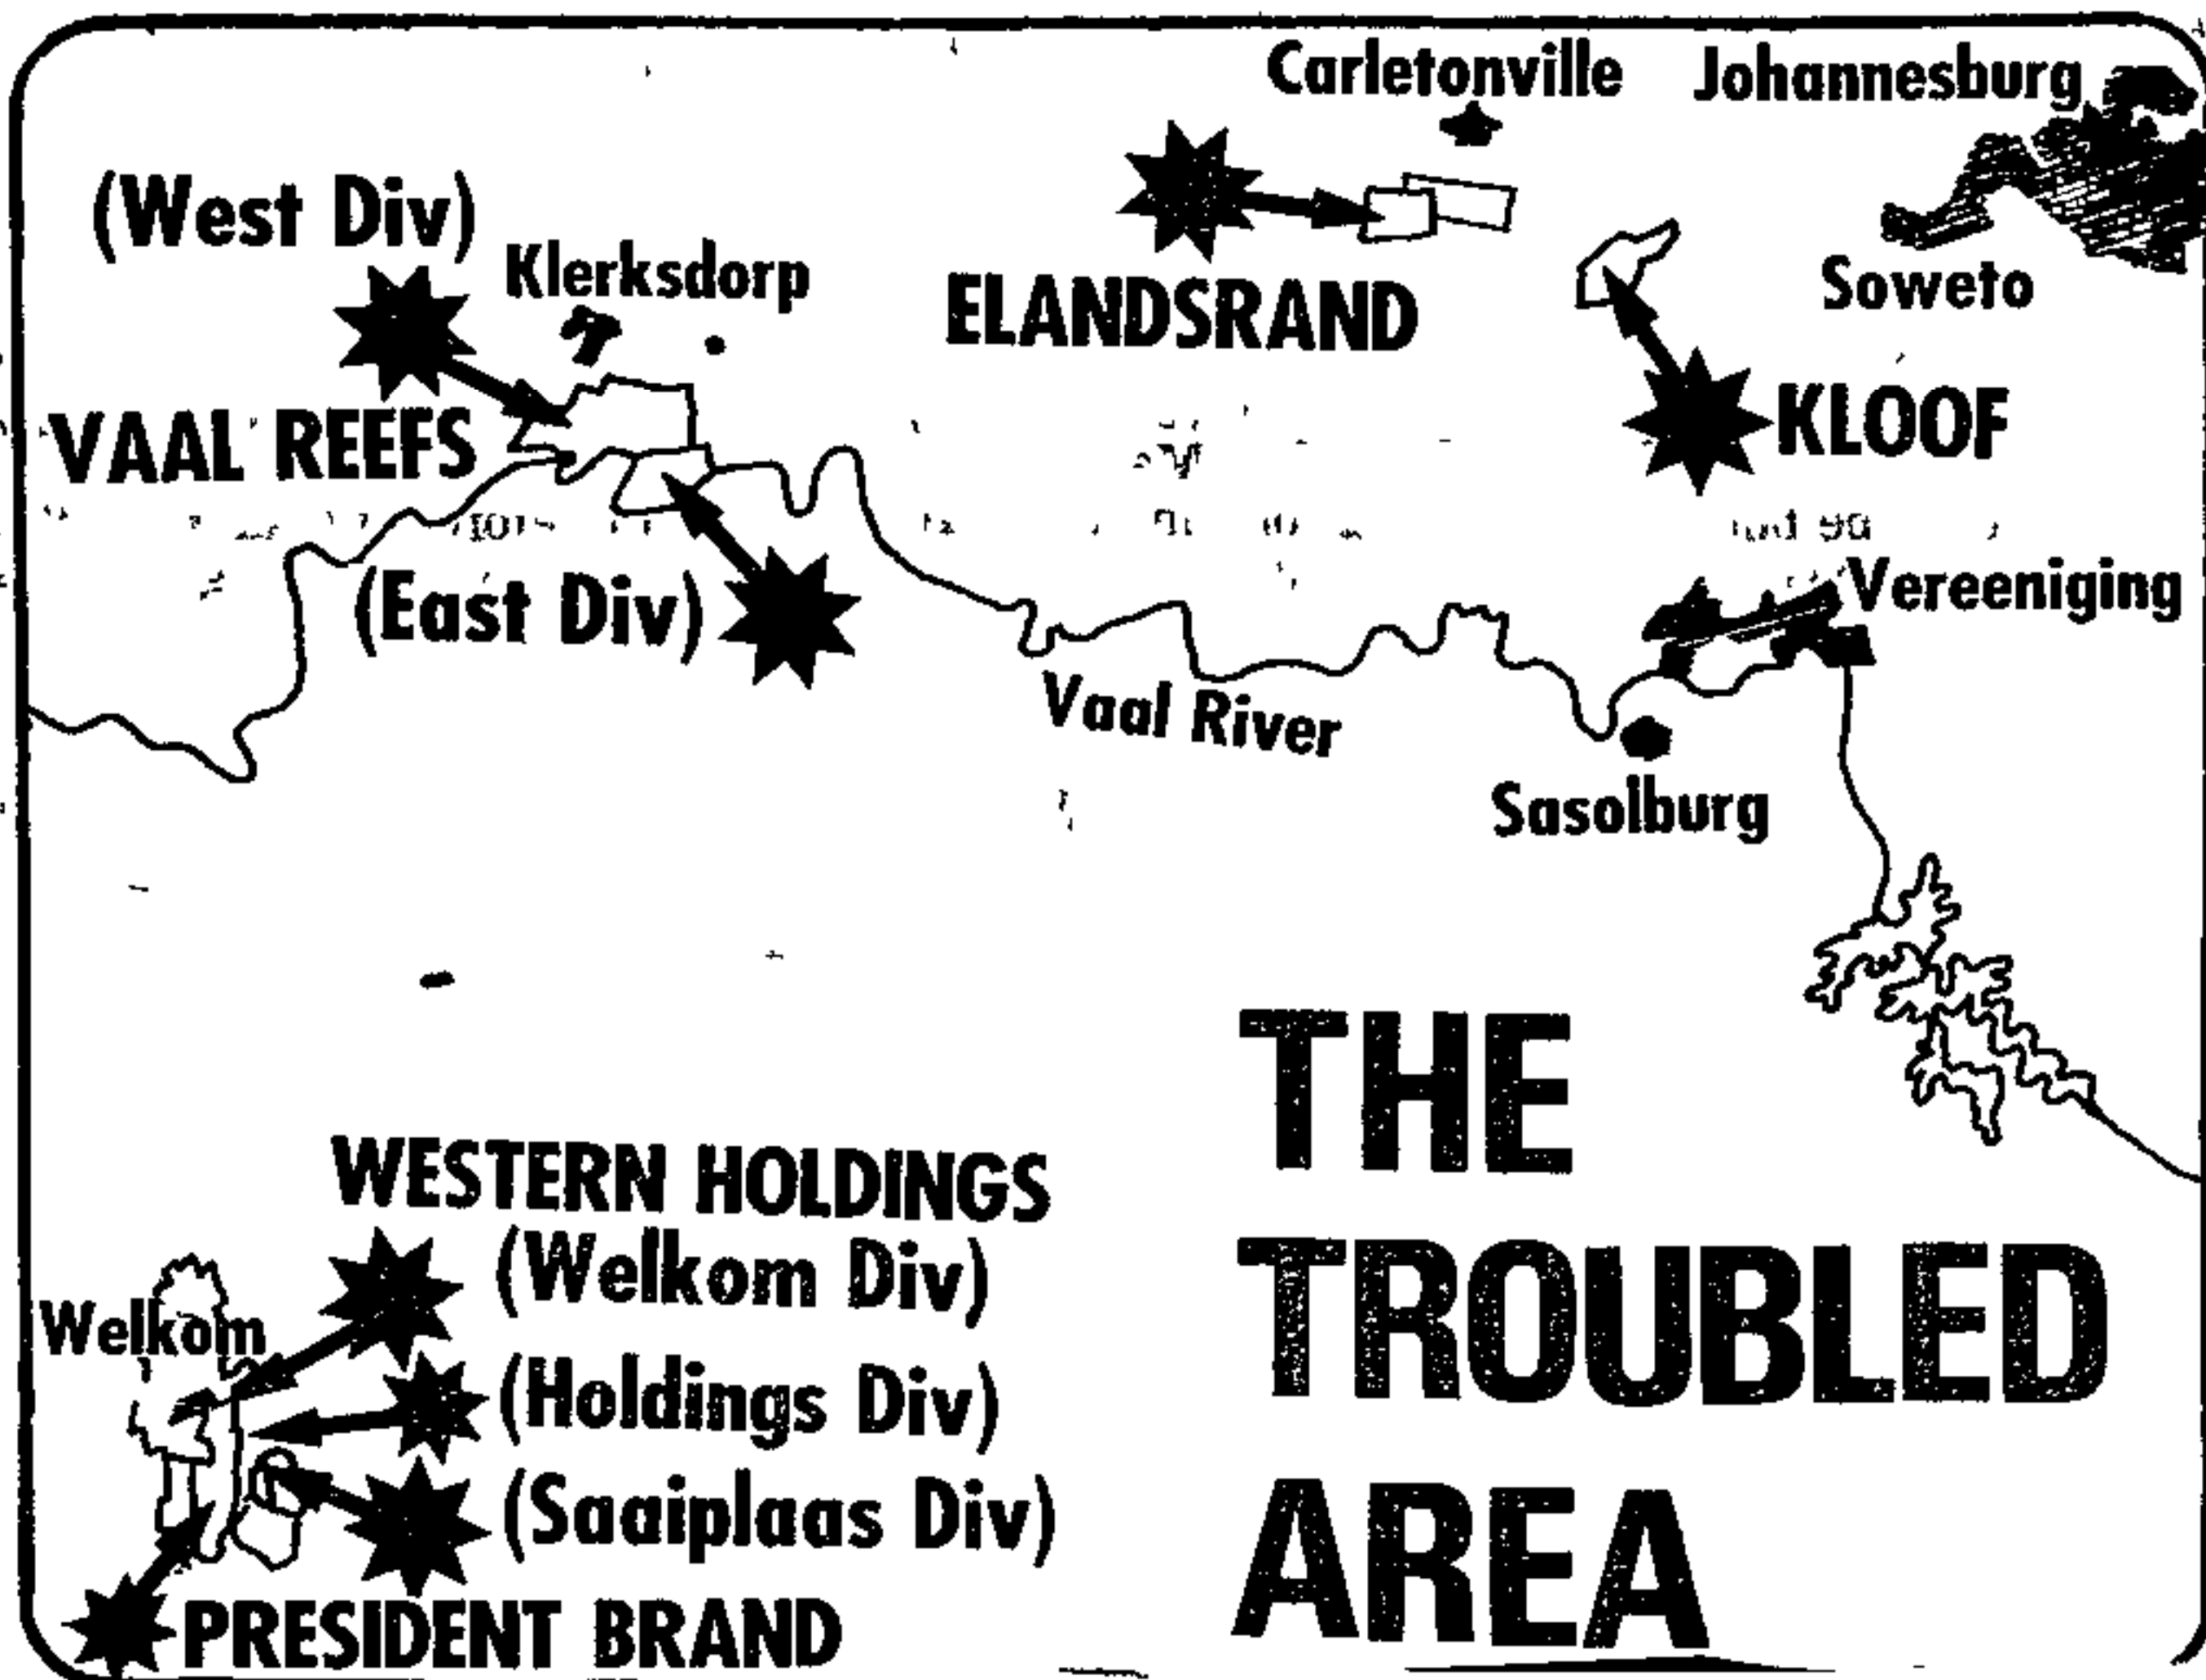 Carletonville
Johannesburg
(West Div)
Klerksdorp
Soweto
ELANDSRAND
VAAL REEFS
KLOOF
(East Div)
Vereeniging
Vaal River
Sasolburg
THE
TROUBLED
AREA
WESTERN HOLDINGS
(Welkom Div)
Welkom
(Holdings Div)
(Saaiplaas Div)
PRESIDENT BRAND